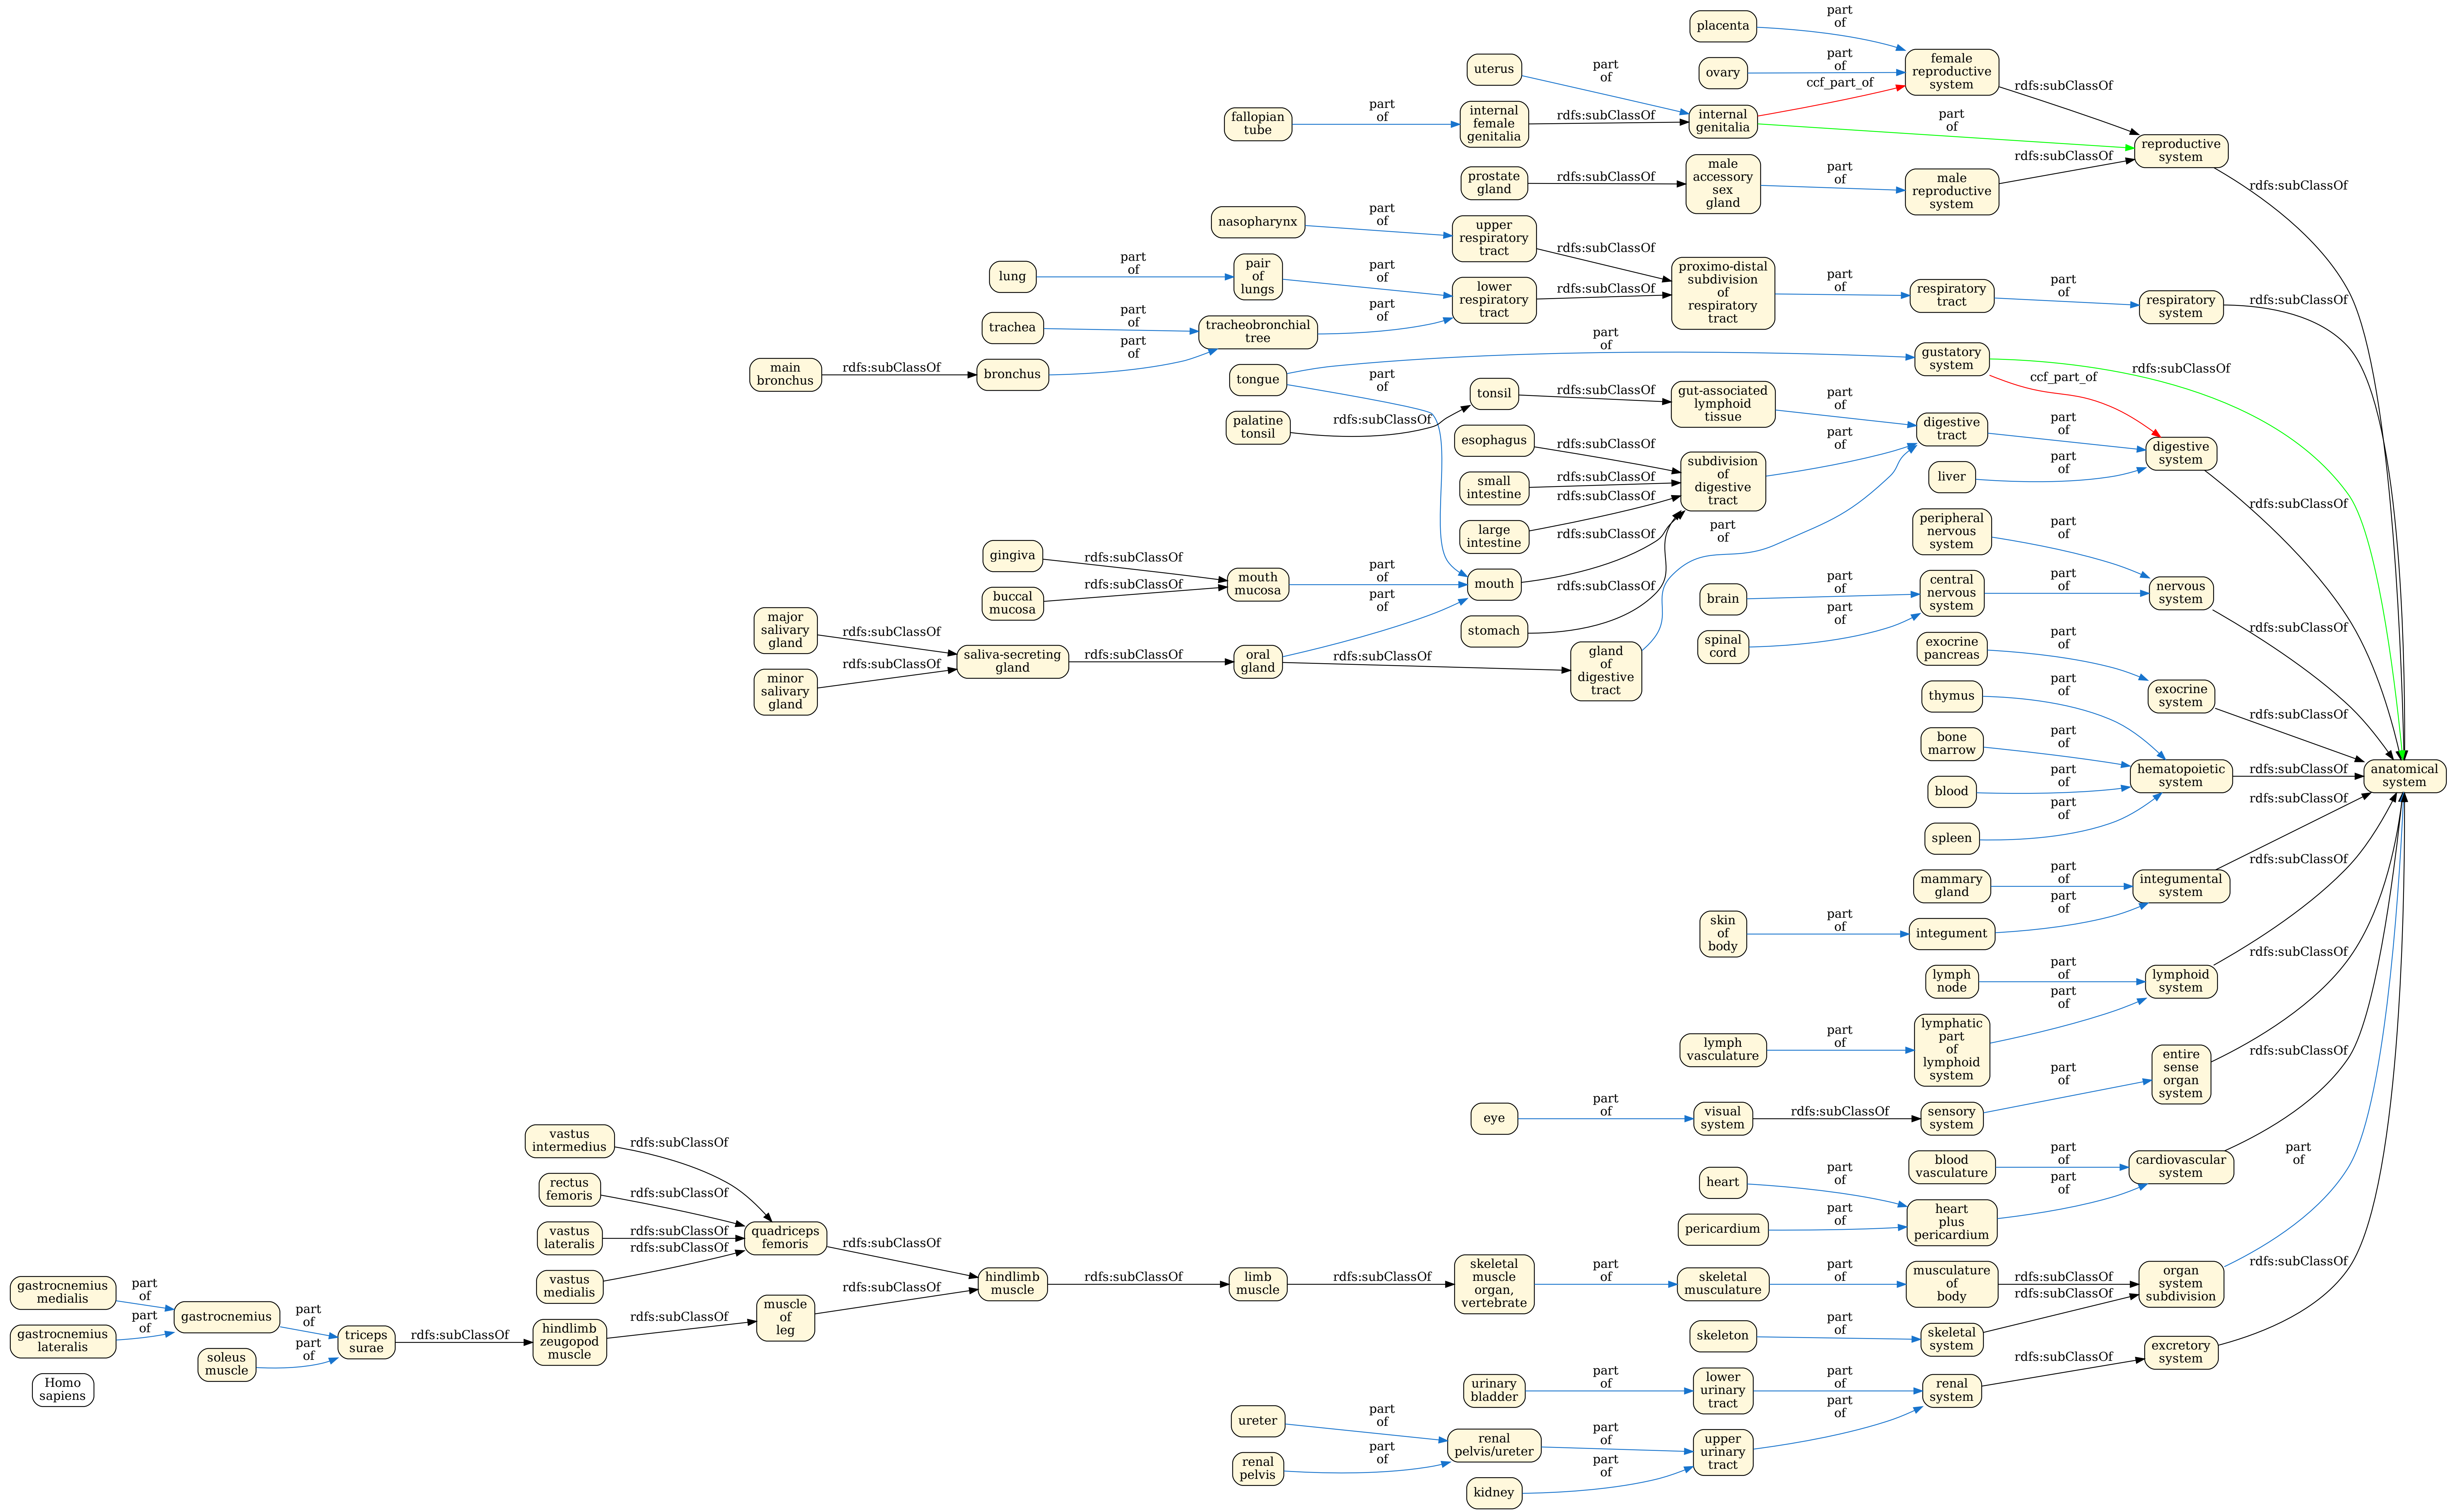 placenta
part
of
ovary
part
of
female
reproductive
system
rdfs:subClassOf
uterus
part
of
ccf_part_of
fallopian
tube
part
of
internal
female
genitalia
rdfs:subClassOf
internal
genitalia
part
of
reproductive
system
rdfs:subClassOf
prostate
gland
rdfs:subClassOf
male
accessory
sex
gland
part
of
male
reproductive
system
rdfs:subClassOf
nasopharynx
part
of
upper
respiratory
tract
rdfs:subClassOf
lung
part
of
pair
of
lungs
part
of
lower
respiratory
tract
rdfs:subClassOf
proximo-distal
subdivision
of
respiratory
tract
part
of
respiratory
tract
part
of
respiratory
system
rdfs:subClassOf
trachea
part
of
tracheobronchial
tree
part
of
main
bronchus
rdfs:subClassOf
bronchus
part
of
tongue
part
of
part
of
gustatory
system
rdfs:subClassOf
ccf_part_of
palatine
tonsil
rdfs:subClassOf
tonsil
rdfs:subClassOf
gut-associated
lymphoid
tissue
part
of
digestive
tract
part
of
digestive
system
rdfs:subClassOf
esophagus
rdfs:subClassOf
small
intestine
rdfs:subClassOf
large
intestine
rdfs:subClassOf
subdivision
of
digestive
tract
part
of
liver
part
of
gingiva
rdfs:subClassOf
buccal
mucosa
rdfs:subClassOf
mouth
mucosa
part
of
mouth
rdfs:subClassOf
stomach
rdfs:subClassOf
major
salivary
gland
rdfs:subClassOf
minor
salivary
gland
rdfs:subClassOf
saliva-secreting
gland
rdfs:subClassOf
oral
gland
part
of
rdfs:subClassOf
gland
of
digestive
tract
part
of
peripheral
nervous
system
part
of
brain
part
of
spinal
cord
part
of
central
nervous
system
part
of
nervous
system
rdfs:subClassOf
exocrine
pancreas
part
of
exocrine
system
rdfs:subClassOf
thymus
part
of
bone
marrow
part
of
blood
part
of
spleen
part
of
hematopoietic
system
rdfs:subClassOf
anatomical
system
mammary
gland
part
of
integumental
system
rdfs:subClassOf
skin
of
body
part
of
integument
part
of
lymph
node
part
of
lymphoid
system
rdfs:subClassOf
lymph
vasculature
part
of
lymphatic
part
of
lymphoid
system
part
of
eye
part
of
visual
system
rdfs:subClassOf
sensory
system
part
of
entire
sense
organ
system
rdfs:subClassOf
blood
vasculature
part
of
heart
part
of
pericardium
part
of
heart
plus
pericardium
part
of
cardiovascular
system
rdfs:subClassOf
vastus
intermedius
rdfs:subClassOf
rectus
femoris
rdfs:subClassOf
vastus
lateralis
rdfs:subClassOf
vastus
medialis
rdfs:subClassOf
quadriceps
femoris
rdfs:subClassOf
gastrocnemius
medialis
part
of
gastrocnemius
lateralis
part
of
gastrocnemius
part
of
soleus
muscle
part
of
triceps
surae
rdfs:subClassOf
hindlimb
zeugopod
muscle
rdfs:subClassOf
muscle
of
leg
rdfs:subClassOf
hindlimb
muscle
rdfs:subClassOf
limb
muscle
rdfs:subClassOf
skeletal
muscle
organ,
vertebrate
part
of
skeletal
musculature
part
of
musculature
of
body
rdfs:subClassOf
skeleton
part
of
skeletal
system
rdfs:subClassOf
organ
system
subdivision
part
of
Homo
sapiens
urinary
bladder
part
of
lower
urinary
tract
part
of
ureter
part
of
renal
pelvis
part
of
renal
pelvis/ureter
part
of
kidney
part
of
upper
urinary
tract
part
of
renal
system
rdfs:subClassOf
excretory
system
rdfs:subClassOf